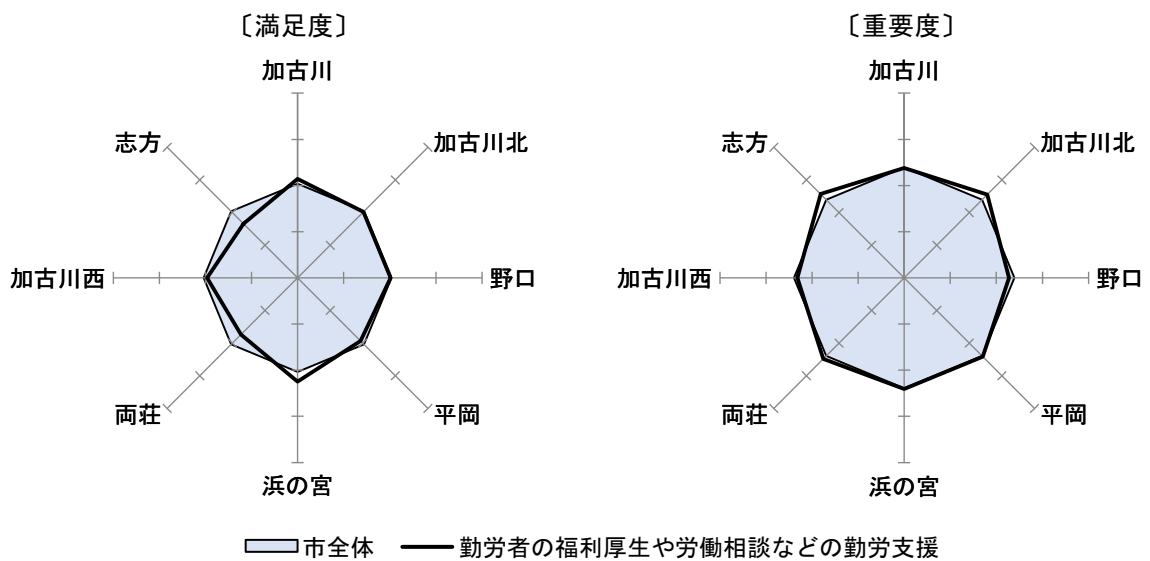 〔満足度〕
加古川
加古川北
野口
平岡
浜の宮
両荘
加古川西
志方
〔重要度〕
加古川
加古川北
野口
平岡
浜の宮
両荘
加古川西
志方
市全体
勤労者の福利厚生や労働相談などの勤労支援